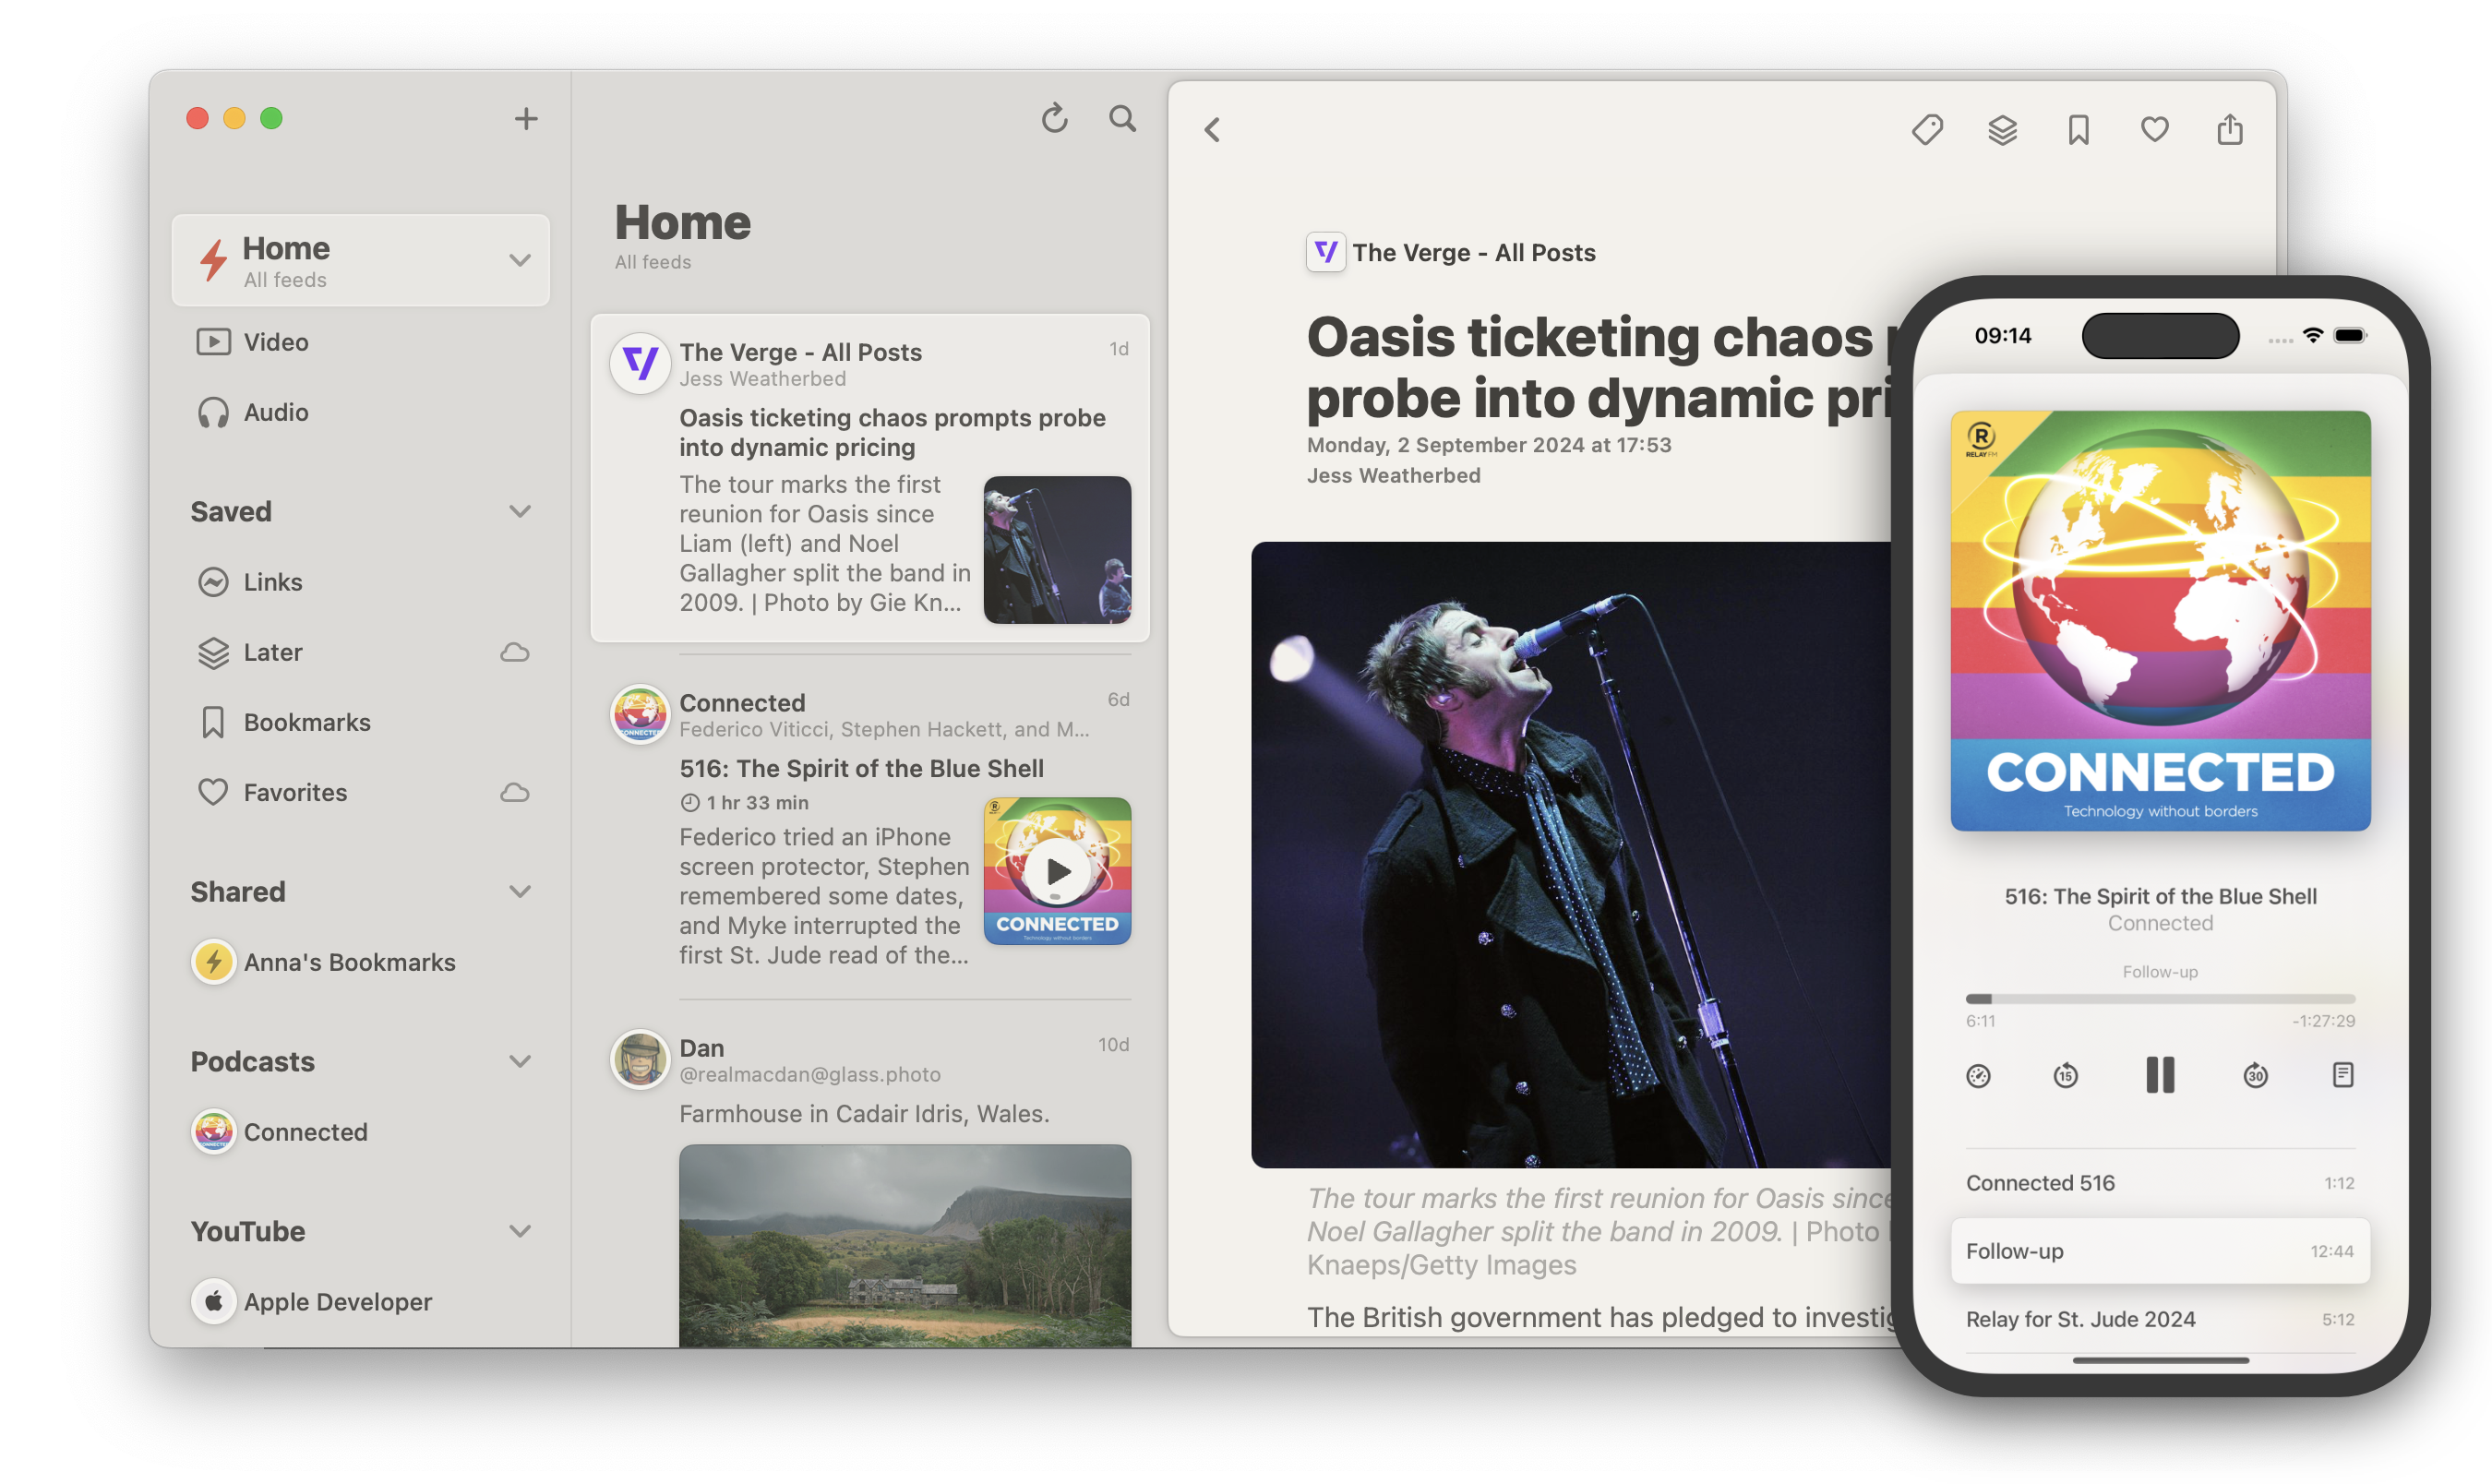 Home
All feeds
Video
Audio
Saved
Links
Later
Bookmarks
Favorites
Shared
Anna's Bookmarks
Podcasts
Connected
YouTube
Apple Developer
Home
All feeds
The Verge - All Posts
1d
Jess Weatherbed
Oasis ticketing chaos prompts probe
into dynamic pricing
The tour marks the first
reunion for Oasis since
Liam (left) and Noel
Gallagher split the band in
2009. | Photo by Gie Kn...
Connected
6d
Federico Viticci, Stephen Hackett, and M...
516: The Spirit of the Blue Shell
1 hr 33 min
Federico tried an iPhone
screen protector, Stephen
remembered some dates,
and Myke interrupted the
first St. Jude read of the...
CONNECTED
Technology without borders
Dan
10d
@realmacdan@glass.photo
Farmhouse in Cadair Idris, Wales.
The Verge - All Posts
Oasis ticketing chaos
probe into dynamic pri
Monday, 2 September 2024 at 17:53
Jess Weatherbed
The tour marks the first reunion for Oasis since
Noel Gallagher split the band in 2009. | Photo
Knaeps/Getty Images
The British government has pledged to investig
09:14
R
RELAY FM
CONNECTED
Technology without borders
516: The Spirit of the Blue Shell
Connected
Follow-up
6:11
-1:27:29
15
30
Connected 516
1:12
Follow-up
12:44
Relay for St. Jude 2024
5:12